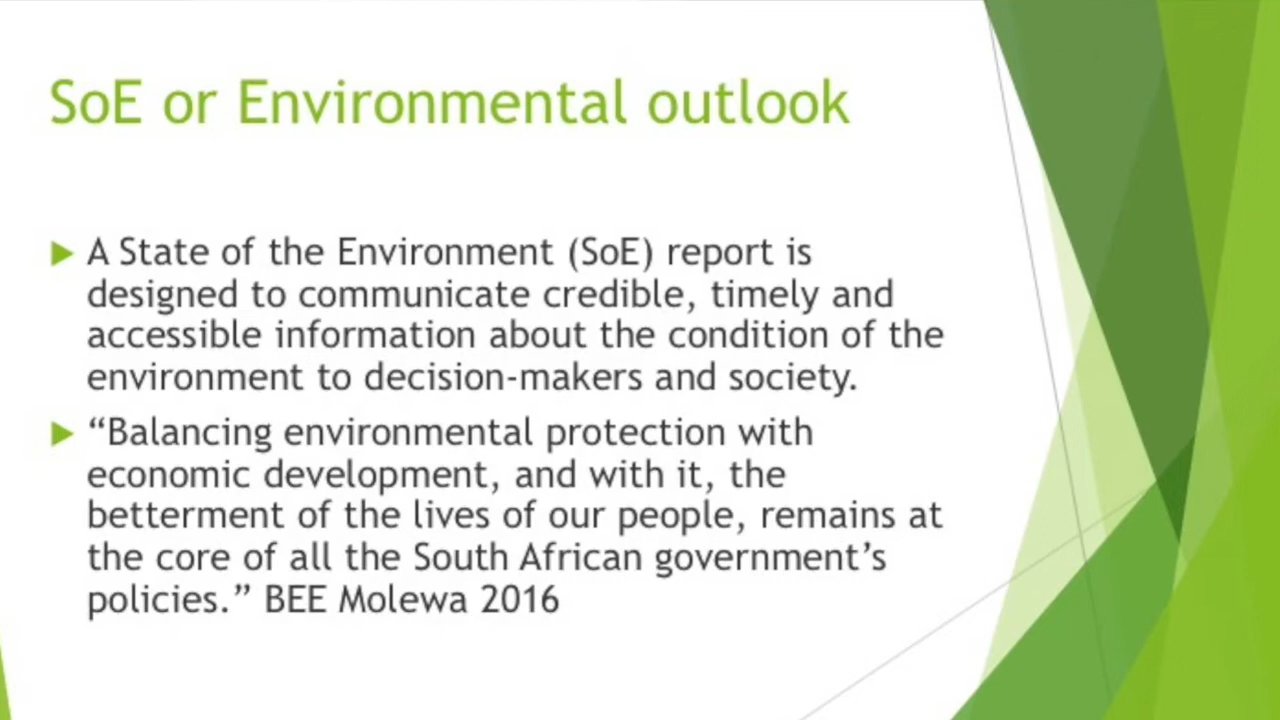 SoE or Environmental outlook
A State of the Environment (SoE) report is
designed to communicate credible, timely and
accessible information about the condition of the
environment to decision-makers and society.
“Balancing environmental protection with
economic development, and with it, the
betterment of the lives of our people, remains at
the core of all the South African government’s
policies.” BEE Molewa 2016